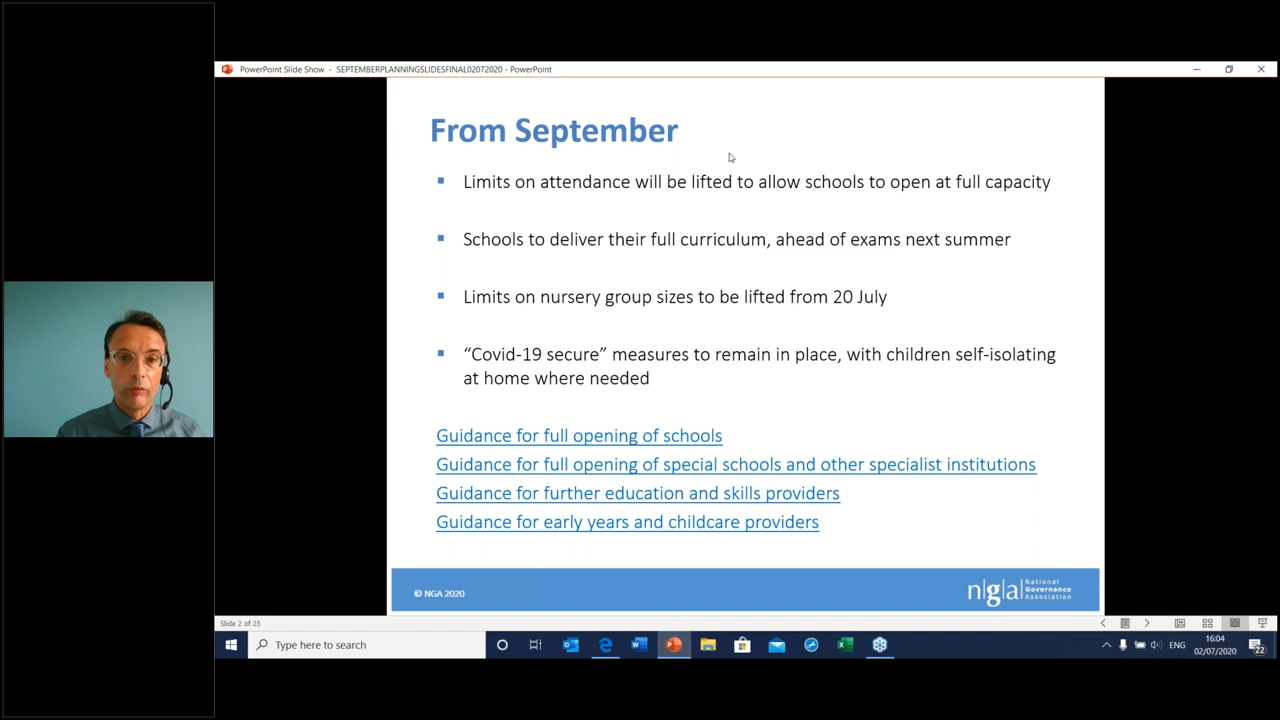 PowerPoint Slide Show - SEPTEMBERPLANNINGSLIDESFINAL02072020 - PowerPoint
From September
Limits on attendance will be lifted to allow schools to open at full capacity
Schools to deliver their full curriculum, ahead of exams next summer
Limits on nursery group sizes to be lifted from 20 July
“Covid-19 secure” measures to remain in place, with children self-isolating
at home where needed
Guidance for full opening of schools
Guidance for full opening of special schools and other specialist institutions
Guidance for further education and skills providers
Guidance for early years and childcare providers
© NGA 2020
n|g|a National
Governance
Association
Slide 2 of 25
Type here to search
ENG
16:04
02/07/2020
22